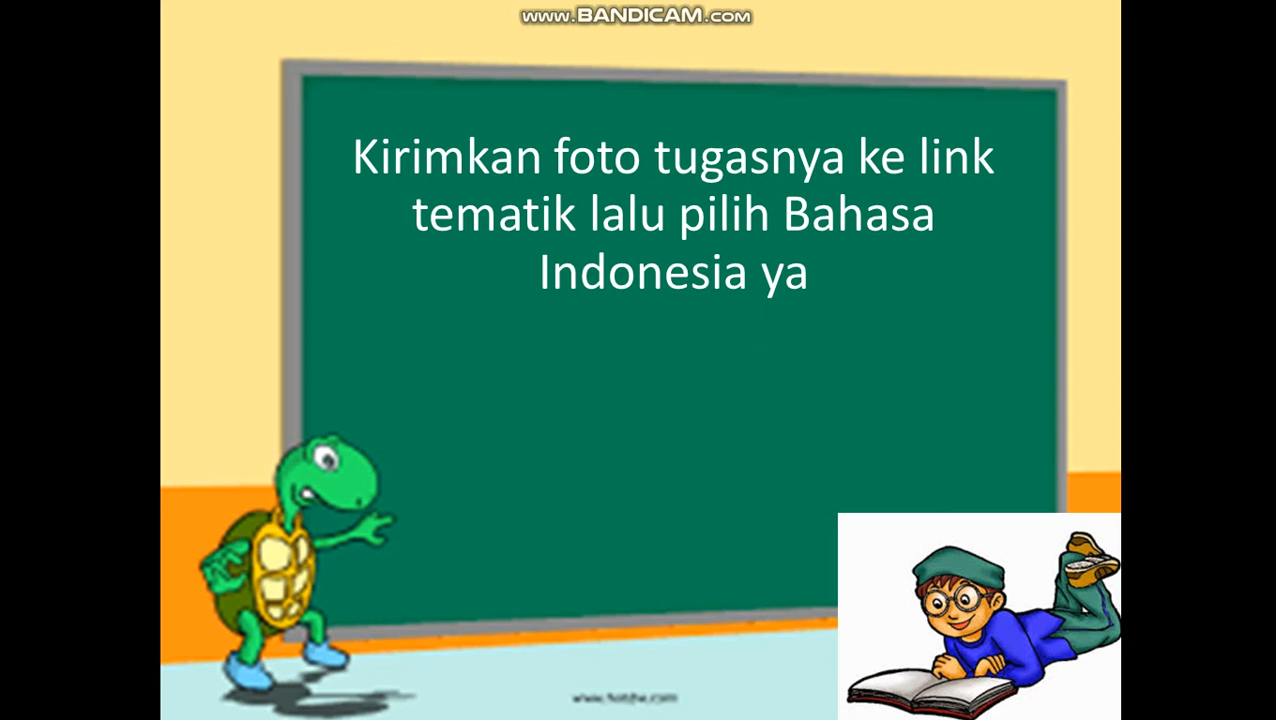 www.BANDICAM.com
Kirimkan foto tugasnya ke link
tematik lalu pilih Bahasa
Indonesia ya